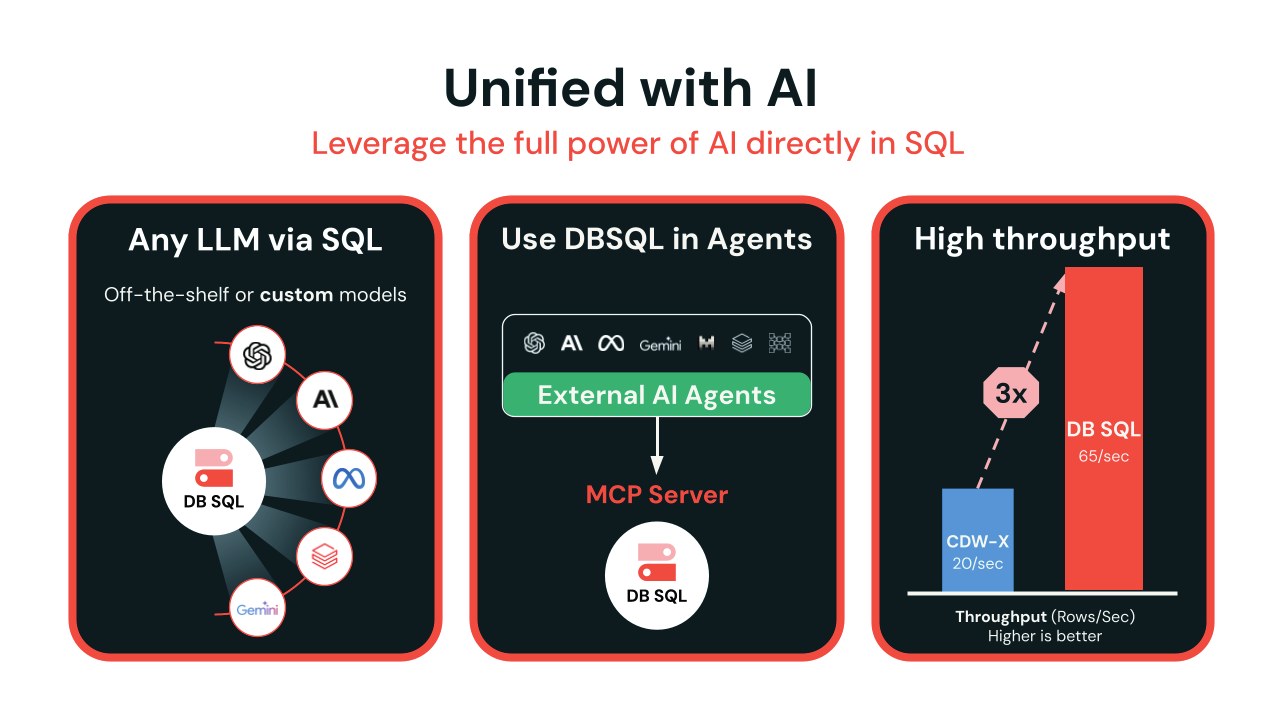 Unified with AI
Leverage the full power of AI directly in SQL
Any LLM via SQL
Off-the-shelf or custom models
AI
DB SQL
Gemini
Use DBSQL in Agents
AI
Gemini
External AI Agents
MCP Server
DB SQL
High throughput
3x
DB SQL
65/sec
CDW-X
20/sec
Throughput (Rows/Sec)
Higher is better